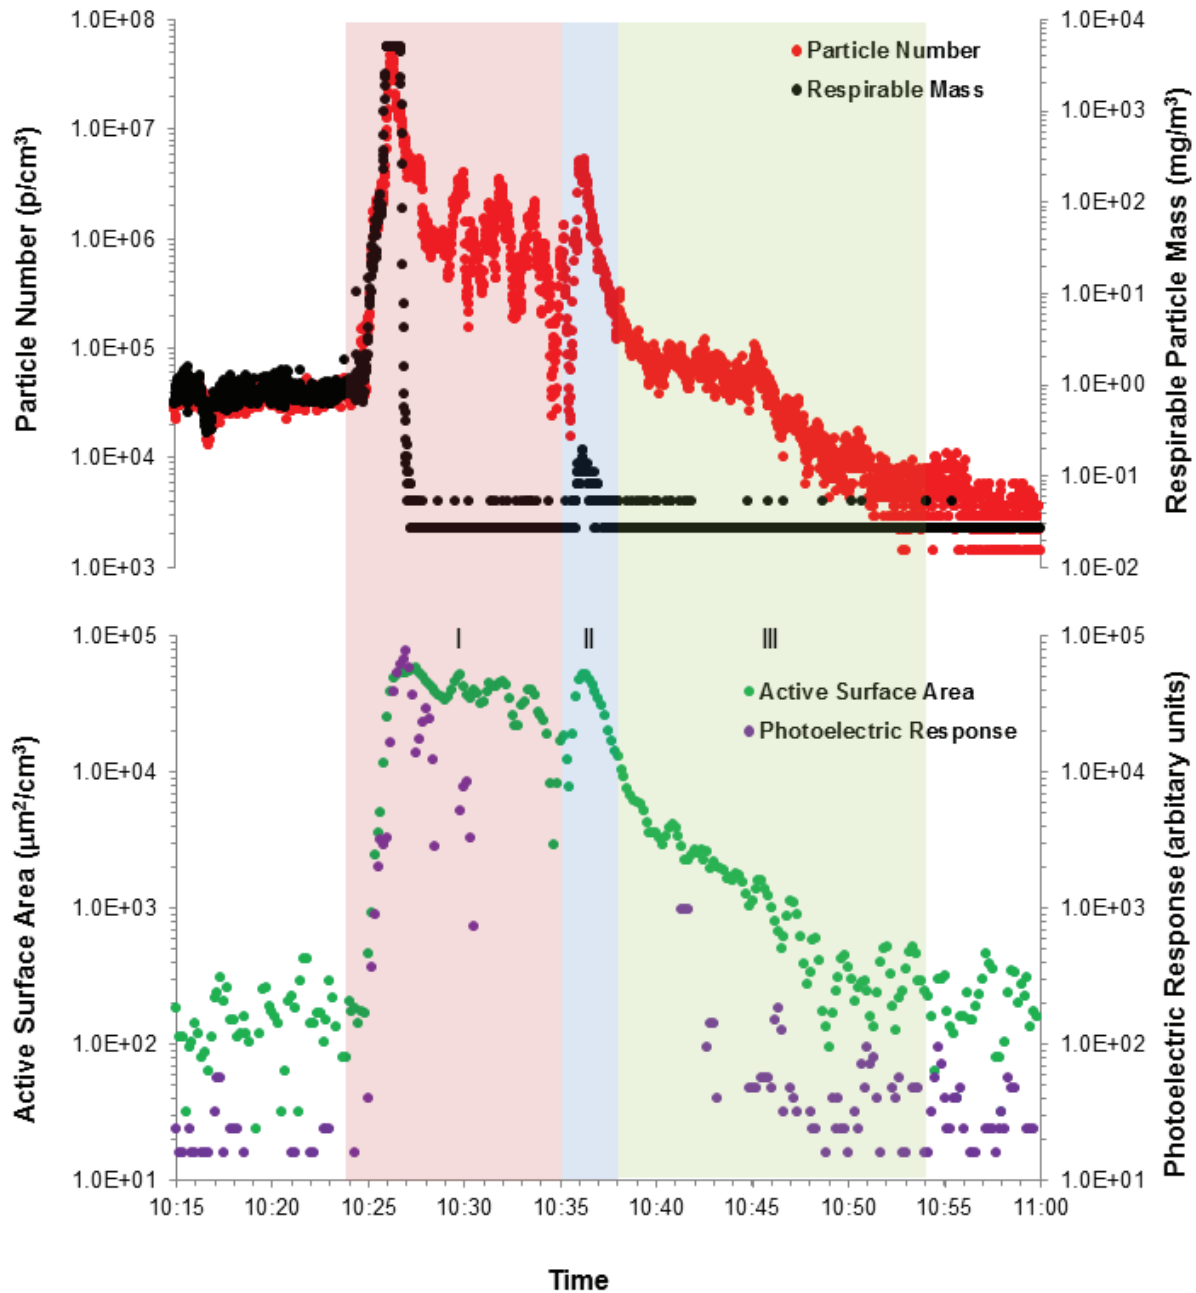 1.0E+08
1.0E+07
1.0E+06
1.0E+05
1.0E+04
1.0E+03
Particle Number (p/cm³)
Particle Number
Respirable Mass
1.0E+04
1.0E+03
1.0E+02
1.0E+01
1.0E+00
1.0E-01
1.0E-02
Respirable Particle Mass (mg/m³)
1.0E+05
1.0E+04
1.0E+03
1.0E+02
1.0E+01
Active Surface Area (µm²/cm³)
I
II
III
Active Surface Area
Photoelectric Response
1.0E+05
1.0E+04
1.0E+03
1.0E+02
1.0E+01
Photoelectric Response (arbitary units)
10:15 10:20 10:25 10:30 10:35 10:40 10:45 10:50 10:55 11:00
Time